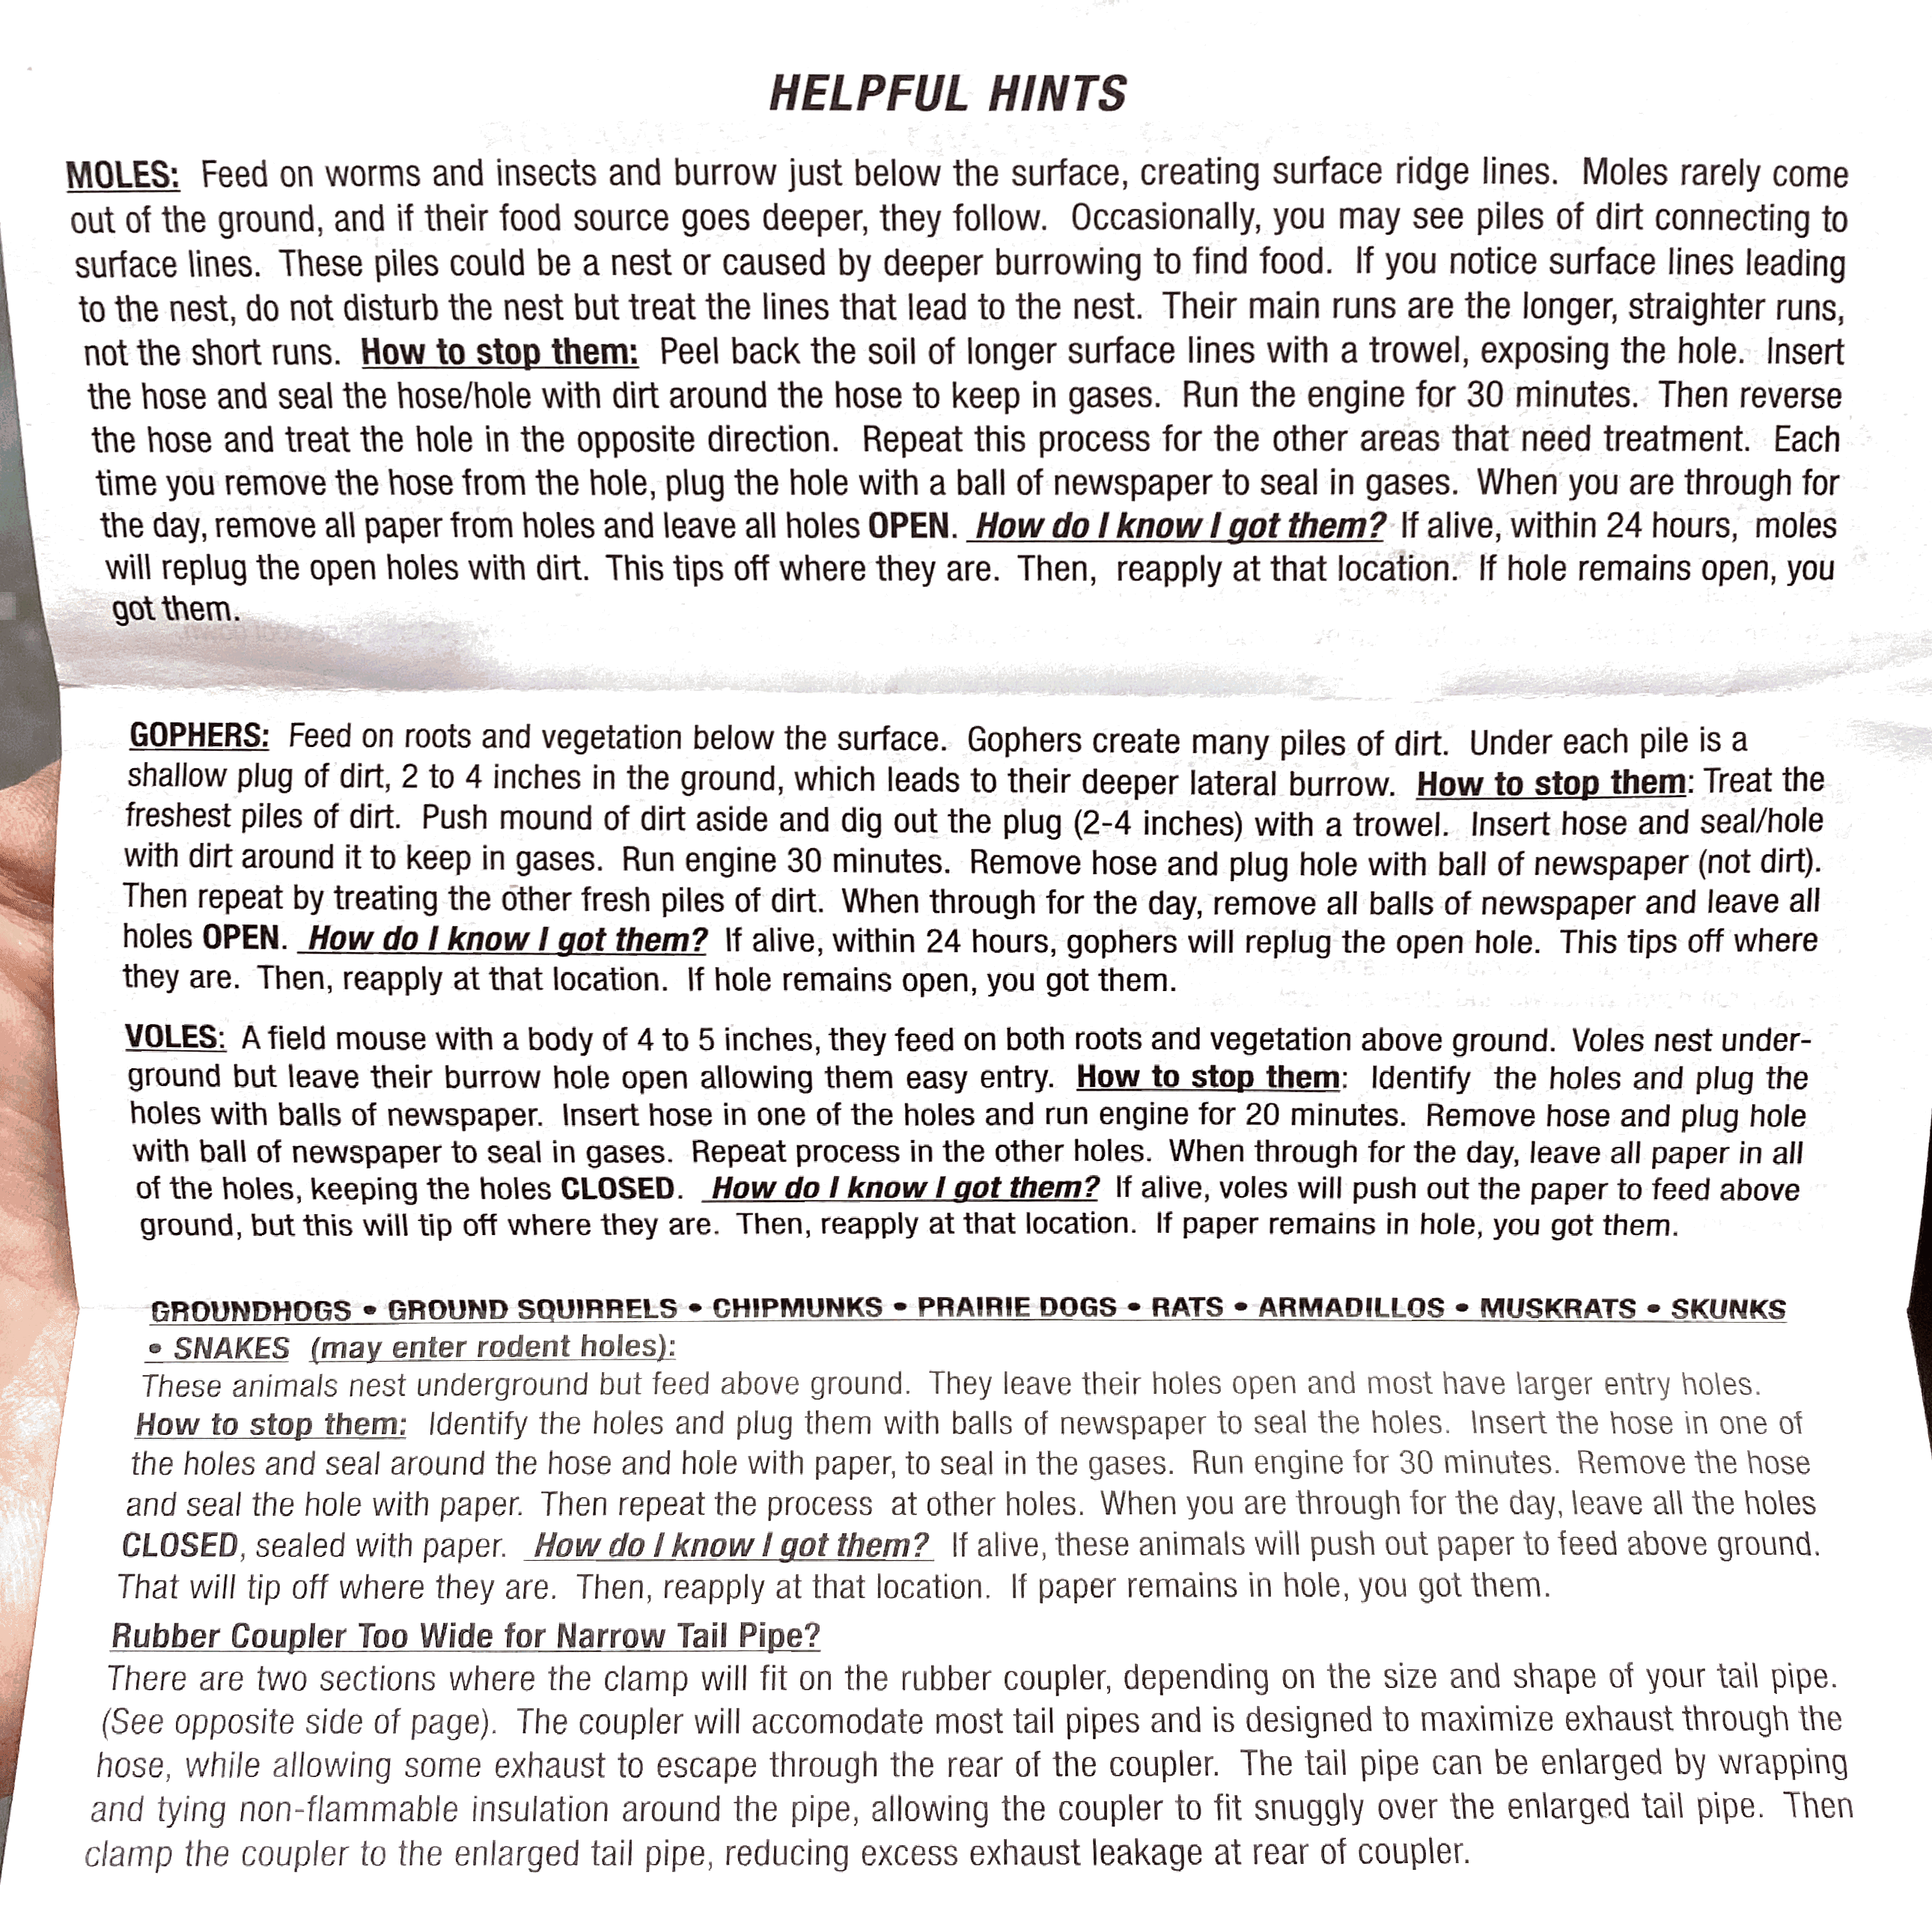 HELPFUL HINTS
MOLES: Feed on worms and insects and burrow just below the surface, creating surface ridge lines. Moles rarely come
out of the ground, and if their food source goes deeper, they follow. Occasionally, you may see piles of dirt connecting to
surface lines. These piles could be a nest or caused by deeper burrowing to find food. If you notice surface lines leading
to the nest, do not disturb the nest but treat the lines that lead to the nest. Their main runs are the longer, straighter runs,
not the short runs. How to stop them: Peel back the soil of longer surface lines with a trowel, exposing the hole. Insert
the hose and seal the hose/hole with dirt around the hose to keep in gases. Run the engine for 30 minutes. Then reverse
the hose and treat the hole in the opposite direction. Repeat this process for the other areas that need treatment. Each
time you remove the hose from the hole, plug the hole with a ball of newspaper to seal in gases. When you are through for
the day, remove all paper from holes and leave all holes OPEN. How do I know I got them? If alive, within 24 hours, moles
will replug the open holes with dirt. This tips off where they are. Then, reapply at that location. If hole remains open, you
got them.
GOPHERS: Feed on roots and vegetation below the surface. Gophers create many piles of dirt. Under each pile is a
shallow plug of dirt, 2 to 4 inches in the ground, which leads to their deeper lateral burrow. How to stop them: Treat the
freshest piles of dirt. Push mound of dirt aside and dig out the plug (2-4 inches) with a trowel. Insert hose and seal/hole
with dirt around it to keep in gases. Run engine 30 minutes. Remove hose and plug hole with ball of newspaper (not dirt).
Then repeat by treating the other fresh piles of dirt. When through for the day, remove all balls of newspaper and leave all
holes OPEN. How do I know I got them? If alive, within 24 hours, gophers will replug the open hole. This tips off where
they are. Then, reapply at that location. If hole remains open, you got them.
VOLES: A field mouse with a body of 4 to 5 inches, they feed on both roots and vegetation above ground. Voles nest under-
ground but leave their burrow hole open allowing them easy entry. How to stop them: Identify the holes and plug the
holes with balls of newspaper. Insert hose in one of the holes and run engine for 20 minutes. Remove hose and plug hole
with ball of newspaper to seal in gases. Repeat process in the other holes. When through for the day, leave all paper in all
of the holes, keeping the holes CLOSED. How do I know I got them? If alive, voles will push out the paper to feed above
ground, but this will tip off where they are. Then, reapply at that location. If paper remains in hole, you got them.
GROUNDHOGS • GROUND SQUIRRELS • CHIPMUNKS • PRAIRIE DOGS • RATS • ARMADILLOS • MUSKRATS • SKUNKS
• SNAKES (may enter rodent holes):
These animals nest underground but feed above ground. They leave their holes open and most have larger entry holes.
How to stop them: Identify the holes and plug them with balls of newspaper to seal the holes. Insert the hose in one of
the holes and seal around the hose and hole with paper, to seal in the gases. Run engine for 30 minutes. Remove the hose
and seal the hole with paper. Then repeat the process at other holes. When you are through for the day, leave all the holes
CLOSED, sealed with paper. How do I know I got them? If alive, these animals will push out paper to feed above ground.
That will tip off where they are. Then, reapply at that location. If paper remains in hole, you got them.
Rubber Coupler Too Wide for Narrow Tail Pipe?
There are two sections where the clamp will fit on the rubber coupler, depending on the size and shape of your tail pipe.
(See opposite side of page). The coupler will accomodate most tail pipes and is designed to maximize exhaust through the
hose, while allowing some exhaust to escape through the rear of the coupler. The tail pipe can be enlarged by wrapping
and tying non-flammable insulation around the pipe, allowing the coupler to fit snuggly over the enlarged tail pipe. Then
clamp the coupler to the enlarged tail pipe, reducing excess exhaust leakage at rear of coupler.